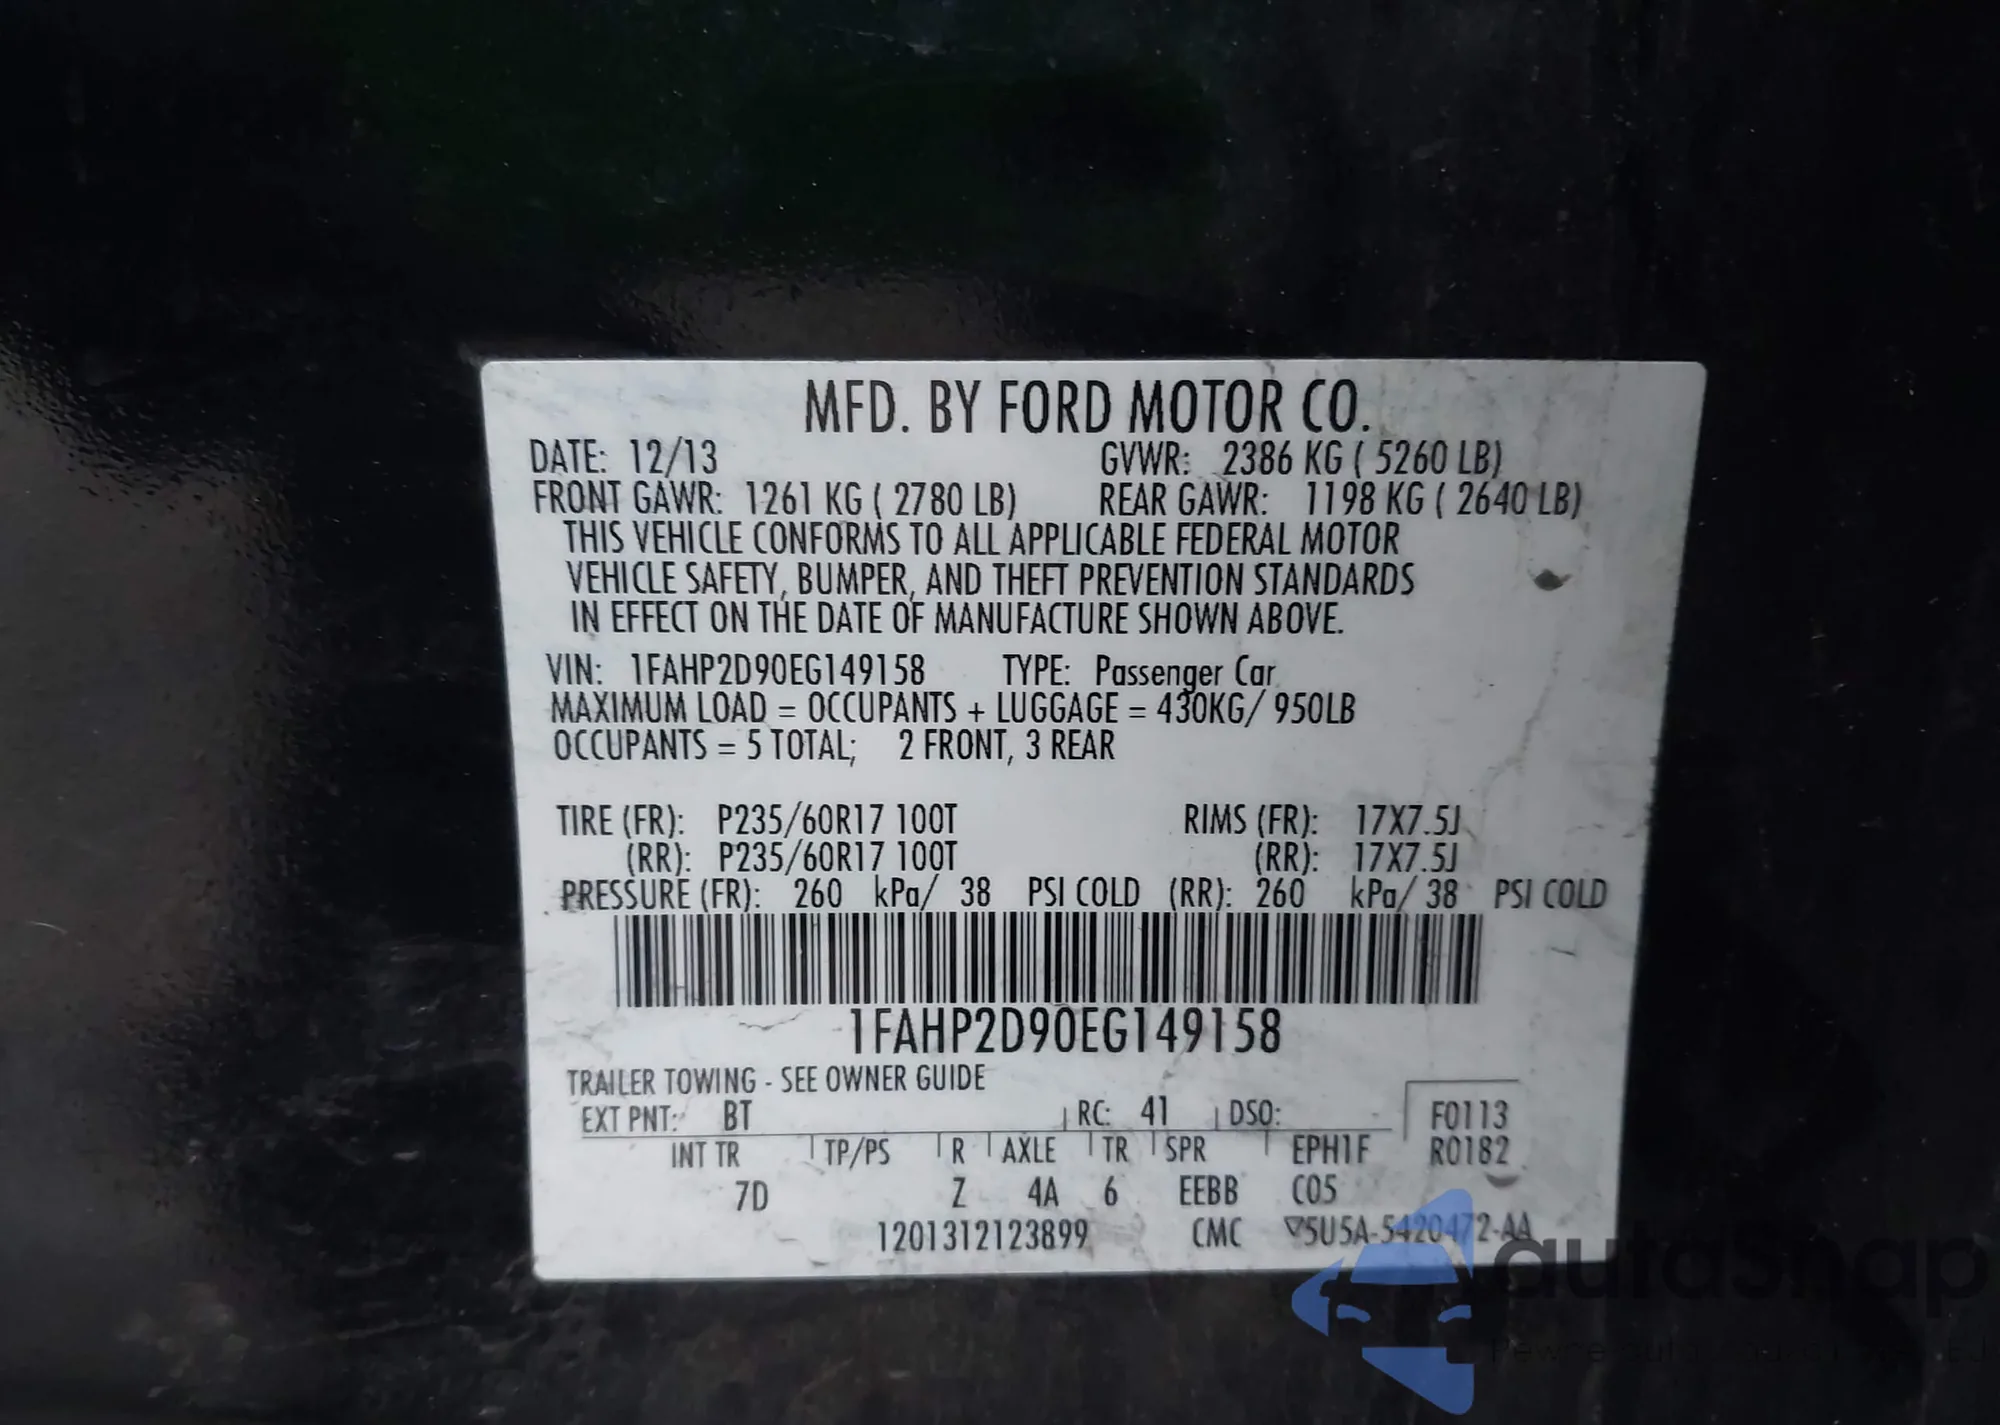 MFD. BY FORD MOTOR CO.
DATE: 12/13 GVWR: 2386 KG ( 5260 LB)
FRONT GAWR: 1261 KG ( 2780 LB) REAR GAWR: 1198 KG ( 2640 LB)
THIS VEHICLE CONFORMS TO ALL APPLICABLE FEDERAL MOTOR
VEHICLE SAFETY, BUMPER, AND THEFT PREVENTION STANDARDS
IN EFFECT ON THE DATE OF MANUFACTURE SHOWN ABOVE.
VIN: 1FAHP2D90EG149158 TYPE: Passenger Car
MAXIMUM LOAD = OCCUPANTS + LUGGAGE = 430KG/ 950LB
OCCUPANTS = 5 TOTAL; 2 FRONT, 3 REAR
TIRE (FR): P235/60R17 100T RIMS (FR): 17X7.5J
(RR): P235/60R17 100T (RR): 17X7.5J
PRESSURE (FR): 260 kPa/ 38 PSI COLD (RR): 260 kPa/ 38 PSI COLD
1FAHP2D90EG149158
TRAILER TOWING - SEE OWNER GUIDE
EXT PNT: BT RC: 41 DSO: F0113
INT TR TP/PS R AXLE TR SPR EPH1F R0182
7D Z 4A 6 EEBB C05
1201312123899 CMC 5U5A-5420472-AA
autasnap